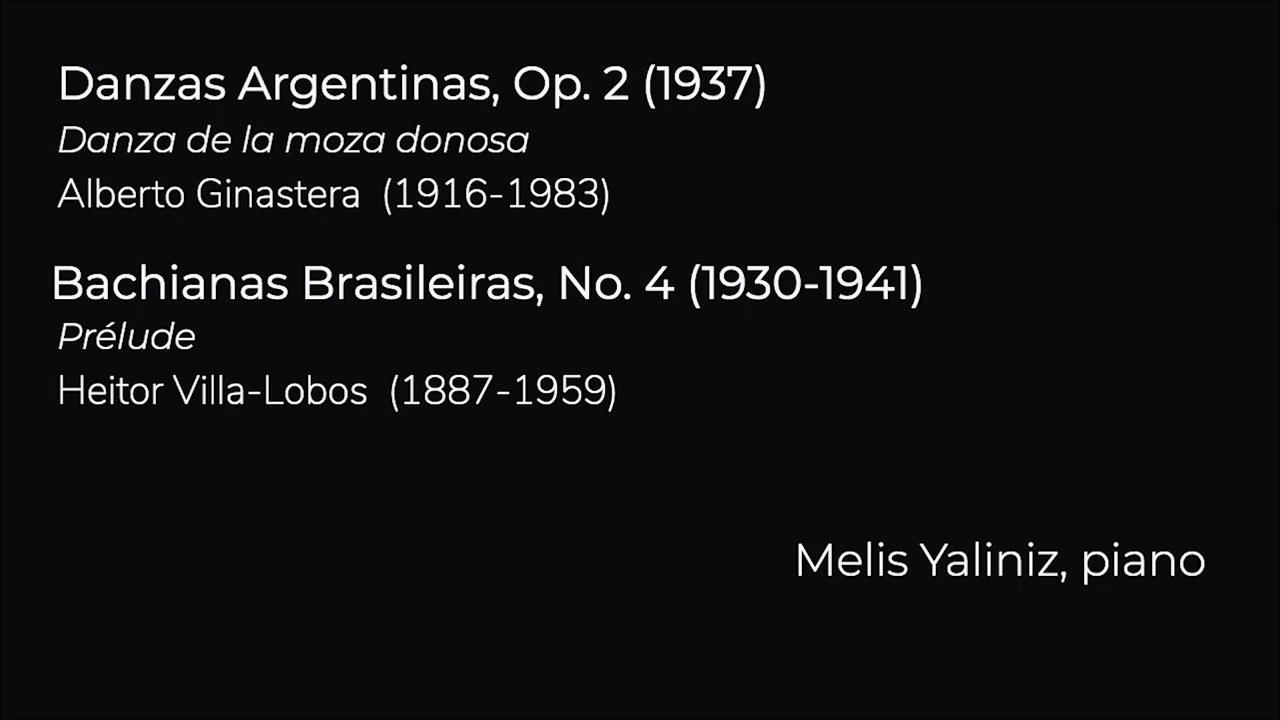 Danzas Argentinas, Op. 2 (1937)
Danza de la moza donosa
Alberto Ginastera (1916-1983)
Bachianas Brasileiras, No. 4 (1930-1941)
Prélude
Heitor Villa-Lobos (1887-1959)
Melis Yaliniz, piano